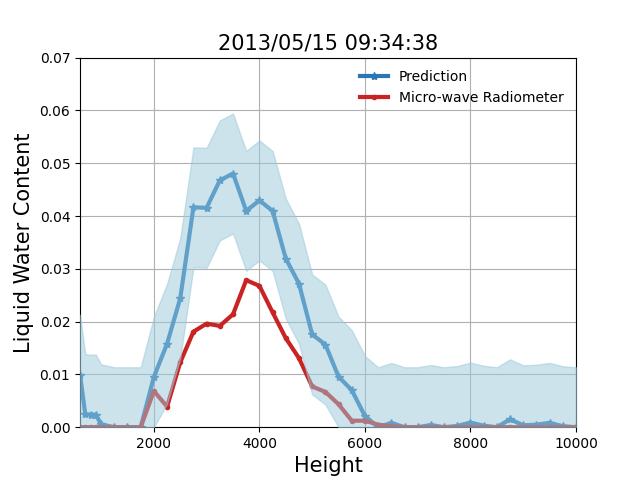 2013/05/15 09:34:38
0.07
0.06
0.05
0.04
0.03
0.02
0.01
0.00
Liquid Water Content
Prediction
Micro-wave Radiometer
2000 4000 6000 8000 10000
Height